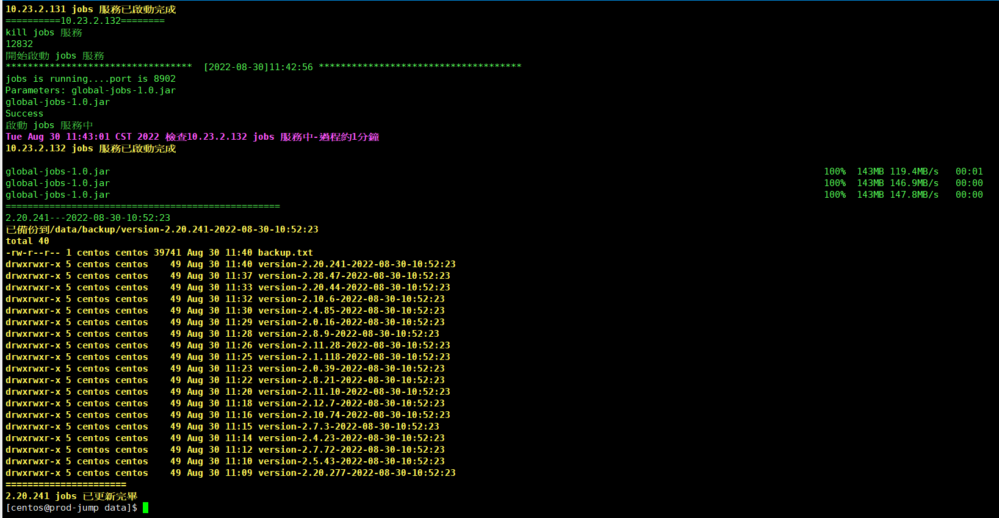 10.23.2.131 jobs 服務已啟動完成
==========10.23.2.132========
kill jobs 服務
12832
開始啟動 jobs 服務
********************************** [2022-08-30]11:42:56 *************************************
jobs is running....port is 8902
Parameters: global-jobs-1.0.jar
global-jobs-1.0.jar
Success
啟動 jobs 服務中
Tue Aug 30 11:43:01 CST 2022 檢查10.23.2.132 jobs 服務中-過程約1分鐘
10.23.2.132 jobs 服務已啟動完成
global-jobs-1.0.jar 100% 143MB 119.4MB/s 00:01
global-jobs-1.0.jar 100% 143MB 146.9MB/s 00:00
global-jobs-1.0.jar 100% 143MB 147.8MB/s 00:00
==================================================
2.20.241---2022-08-30-10:52:23
已備份到/data/backup/version-2.20.241-2022-08-30-10:52:23
total 40
-rw-r--r-- 1 centos centos 39741 Aug 30 11:40 backup.txt
drwxrwxr-x 5 centos centos 49 Aug 30 11:40 version-2.20.241-2022-08-30-10:52:23
drwxrwxr-x 5 centos centos 49 Aug 30 11:37 version-2.28.47-2022-08-30-10:52:23
drwxrwxr-x 5 centos centos 49 Aug 30 11:33 version-2.20.44-2022-08-30-10:52:23
drwxrwxr-x 5 centos centos 49 Aug 30 11:32 version-2.10.6-2022-08-30-10:52:23
drwxrwxr-x 5 centos centos 49 Aug 30 11:30 version-2.4.85-2022-08-30-10:52:23
drwxrwxr-x 5 centos centos 49 Aug 30 11:29 version-2.0.16-2022-08-30-10:52:23
drwxrwxr-x 5 centos centos 49 Aug 30 11:28 version-2.8.9-2022-08-30-10:52:23
drwxrwxr-x 5 centos centos 49 Aug 30 11:26 version-2.11.28-2022-08-30-10:52:23
drwxrwxr-x 5 centos centos 49 Aug 30 11:25 version-2.1.118-2022-08-30-10:52:23
drwxrwxr-x 5 centos centos 49 Aug 30 11:23 version-2.0.39-2022-08-30-10:52:23
drwxrwxr-x 5 centos centos 49 Aug 30 11:22 version-2.8.21-2022-08-30-10:52:23
drwxrwxr-x 5 centos centos 49 Aug 30 11:20 version-2.11.10-2022-08-30-10:52:23
drwxrwxr-x 5 centos centos 49 Aug 30 11:18 version-2.12.7-2022-08-30-10:52:23
drwxrwxr-x 5 centos centos 49 Aug 30 11:16 version-2.10.74-2022-08-30-10:52:23
drwxrwxr-x 5 centos centos 49 Aug 30 11:15 version-2.7.3-2022-08-30-10:52:23
drwxrwxr-x 5 centos centos 49 Aug 30 11:14 version-2.4.23-2022-08-30-10:52:23
drwxrwxr-x 5 centos centos 49 Aug 30 11:12 version-2.7.72-2022-08-30-10:52:23
drwxrwxr-x 5 centos centos 49 Aug 30 11:10 version-2.5.43-2022-08-30-10:52:23
drwxrwxr-x 5 centos centos 49 Aug 30 11:09 version-2.20.277-2022-08-30-10:52:23
======================
2.20.241 jobs 已更新完畢
[centos@prod-jump data]$